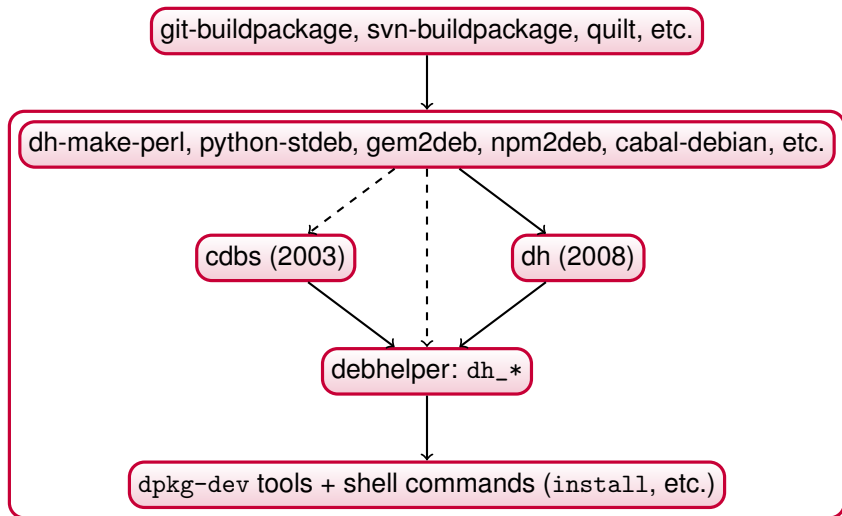 git-buildpackage, svn-buildpackage, quilt, etc.
dh-make-perl, python-stdeb, gem2deb, npm2deb, cabal-debian, etc.
cdbs (2003)
dh (2008)
debhelper: dh_*
dpkg-dev tools + shell commands (install, etc.)